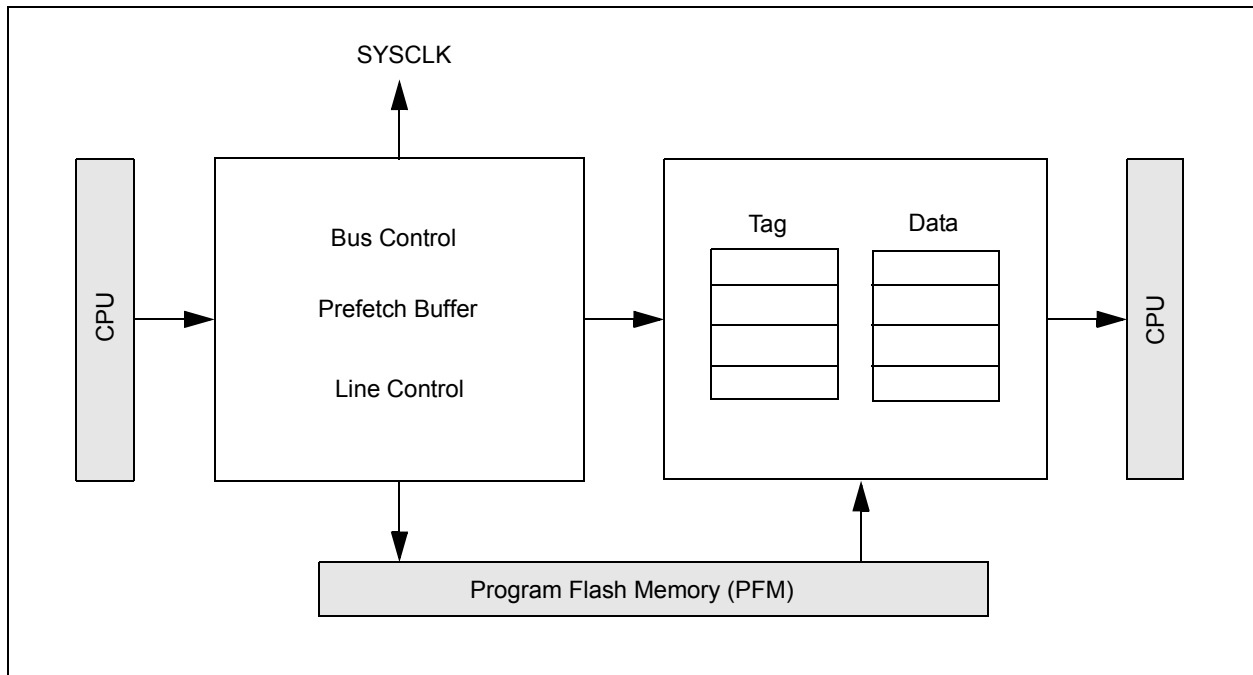 SYSCLK
CPU
Bus Control
Prefetch Buffer
Line Control
Tag
Data
CPU
Program Flash Memory (PFM)